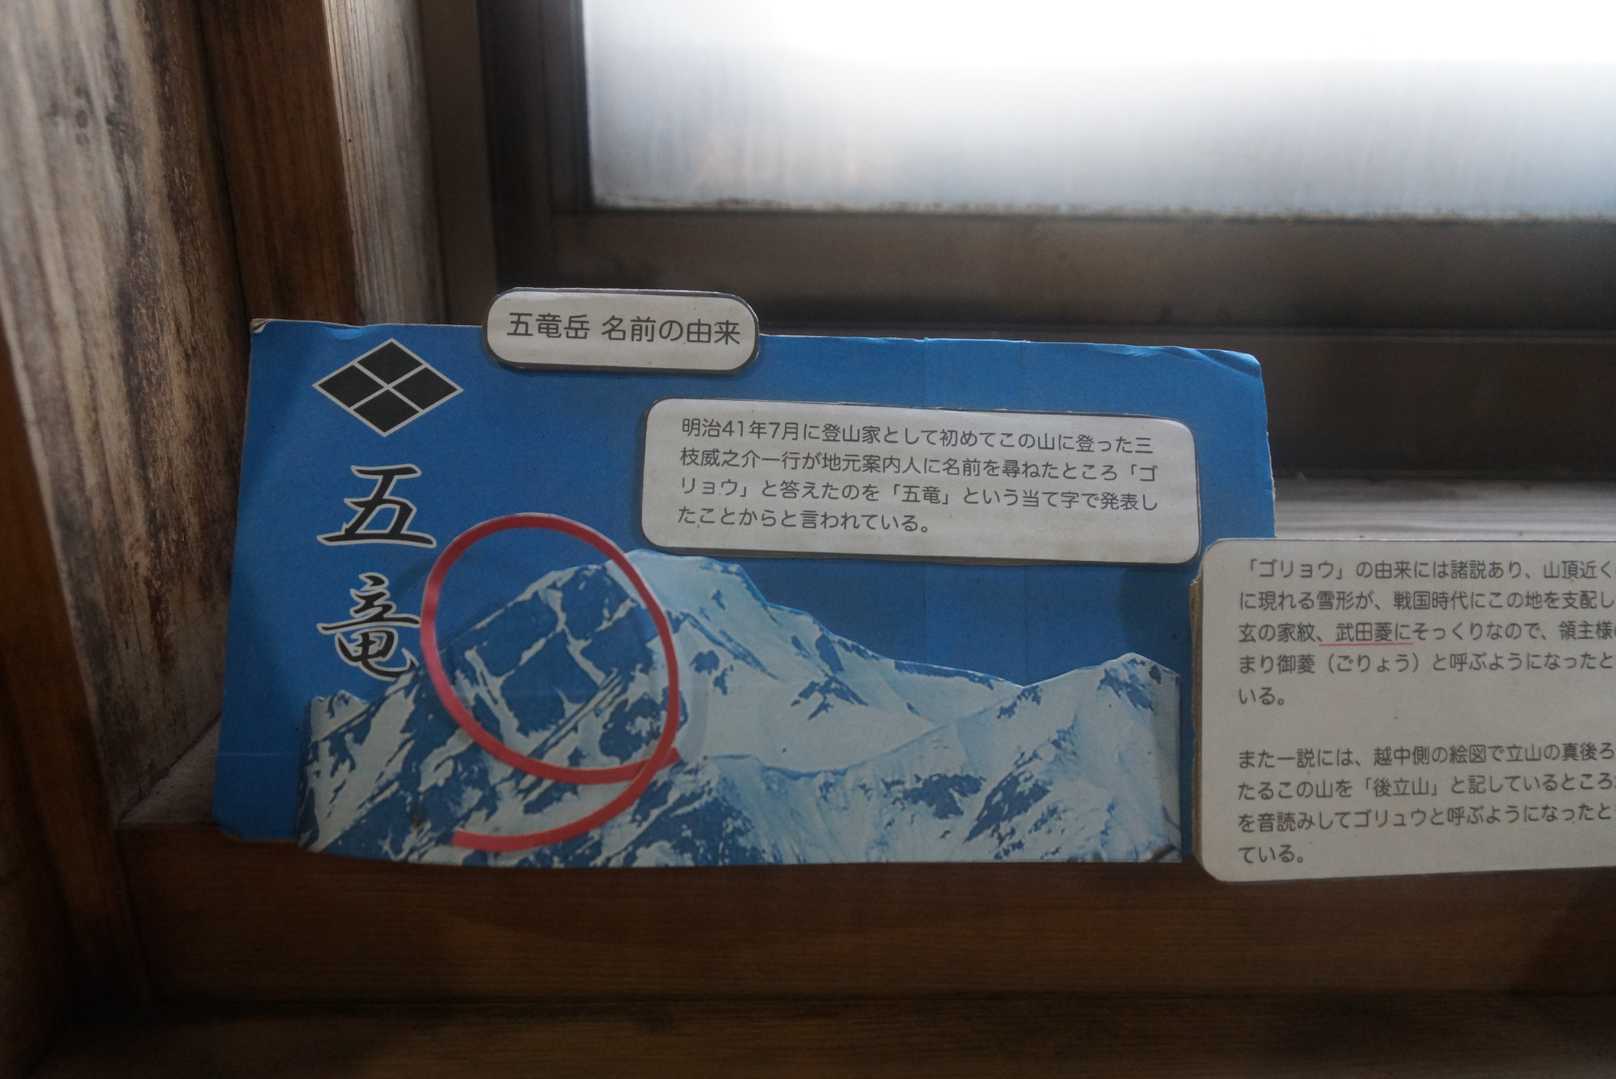 五竜岳 名前の由来
五竜
明治41年7月に登山家として初めてこの山に登った三
枝威之介一行が地元案内人に名前を尋ねたところ「ゴ
リョウ」と答えたのを「五竜」という当て字で発表し
たことからと言われている。
「ゴリョウ」の由来には諸説あり、山頂近く
に現れる雪形が、戦国時代にこの地を支配し
玄の家紋、武田菱にそっくりなので、領主様
まり御菱（ごりょう）と呼ぶようになったと
いる。
また一説には、越中側の絵図で立山の真後ろ
たるこの山を「後立山」と記しているところ
を音読みしてゴリュウと呼ぶようになったと
ている。